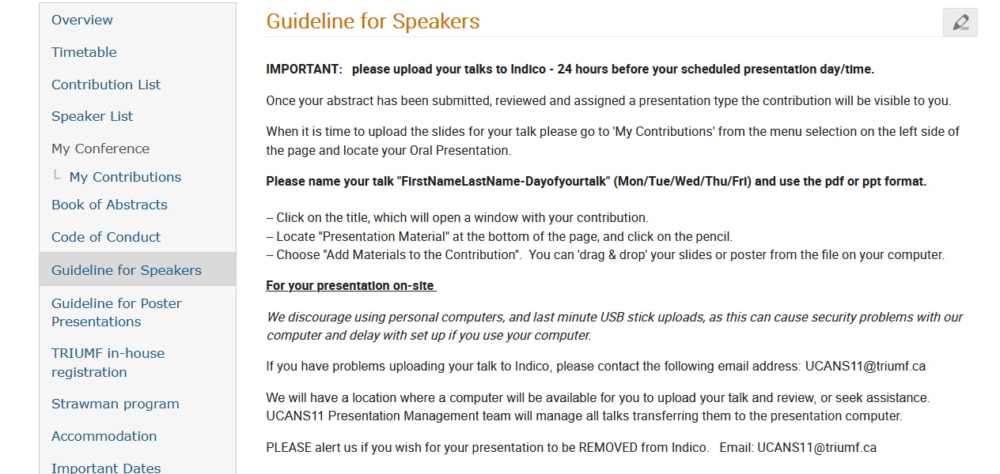 Overview
Timetable
Contribution List
Speaker List
My Conference
My Contributions
Book of Abstracts
Code of Conduct
Guideline for Speakers
Guideline for Poster
Presentations
TRIUMF in-house
registration
Strawman program
Accommodation
Important Dates
Guideline for Speakers
IMPORTANT:   please upload your talks to Indico - 24 hours before your scheduled presentation day/time.
Once your abstract has been submitted, reviewed and assigned a presentation type the contribution will be visible to you.
When it is time to upload the slides for your talk please go to 'My Contributions' from the menu selection on the left side of
the page and locate your Oral Presentation.
Please name your talk "FirstNameLastName-Dayofyourtalk" (Mon/Tue/Wed/Thu/Fri) and use the pdf or ppt format.
-- Click on the title, which will open a window with your contribution.
-- Locate "Presentation Material" at the bottom of the page, and click on the pencil.
-- Choose "Add Materials to the Contribution".  You can 'drag & drop' your slides or poster from the file on your computer.
For your presentation on-site
We discourage using personal computers, and last minute USB stick uploads, as this can cause security problems with our
computer and delay with set up if you use your computer.
If you have problems uploading your talk to Indico, please contact the following email address: UCANS11@triumf.ca
We will have a location where a computer will be available for you to upload your talk and review, or seek assistance.
UCANS11 Presentation Management team will manage all talks transferring them to the presentation computer.
PLEASE alert us if you wish for your presentation to be REMOVED from Indico.   Email: UCANS11@triumf.ca